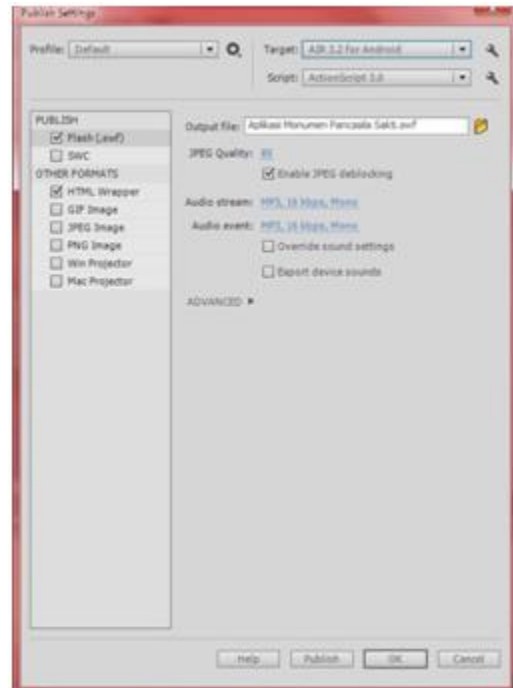 Publish Settings
Profile: Default
Target: AIR 3.2 for Android
Script: ActionScript 3.0
PUBLISH
Flash (.swf)
SWC
OTHER FORMATS
HTML Wrapper
GIF Image
JPEG Image
PNG Image
Win Projector
Mac Projector
Output file: Aplikasi Monumen Pancasila Sakti.swf
JPEG Quality:
Enable JPEG deblocking
Audio stream: MP3, 16 kbps, Mono
Audio event: MP3, 16 kbps, Mono
Override sound settings
Export device sounds
ADVANCED
Help
Publish
OK
Cancel